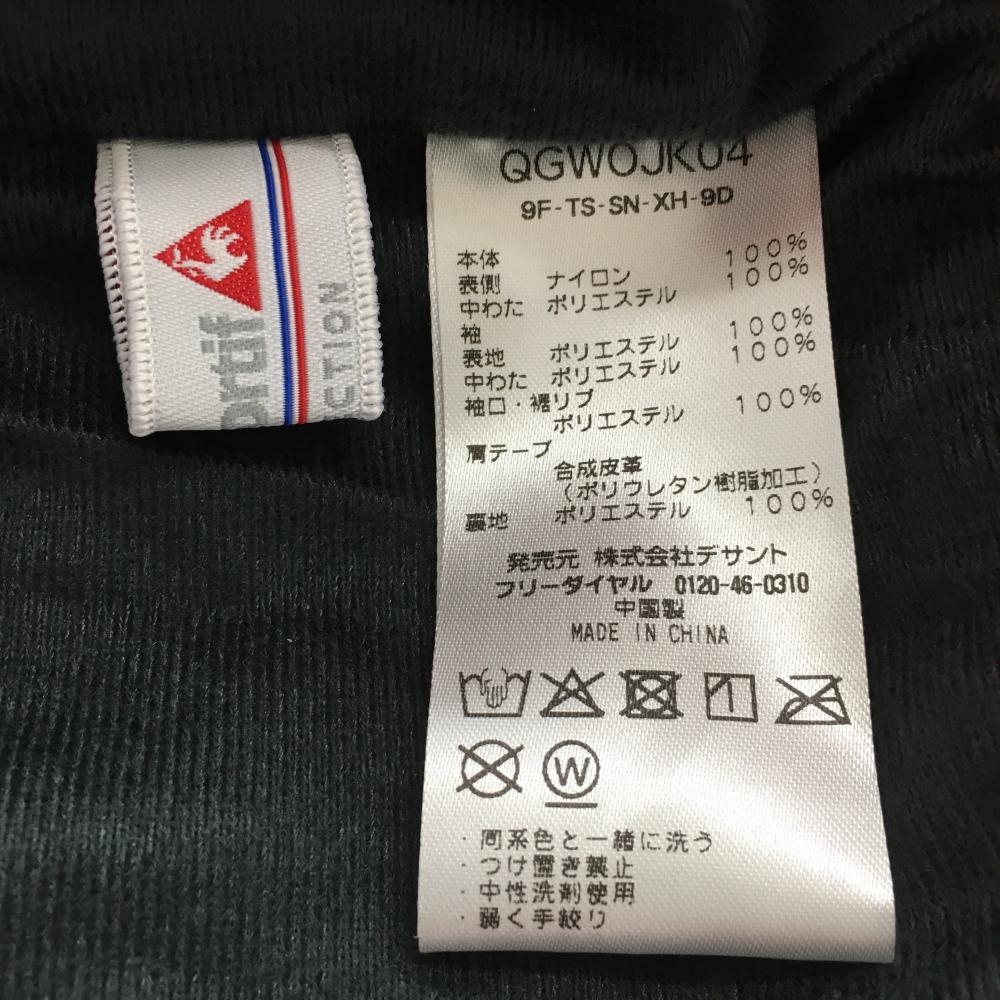 QGWOJK04
9F-TS-SN-XH-9D
本体
表側 ナイロン 100%
中わた ポリエステル 100%
袖
表地 ポリエステル 100%
中わた ポリエステル 100%
袖口・裾リブ
ポリエステル 100%
肩テープ
合成皮革
(ポリウレタン樹脂加工)
裏地 ポリエステル 100%
発売元 株式会社デサント
フリーダイヤル 0120-46-0310
中国製
MADE IN CHINA
W
・同系色と一緒に洗う
・つけ置き禁止
・中性洗剤使用
・弱く手絞り
ortif
CTION